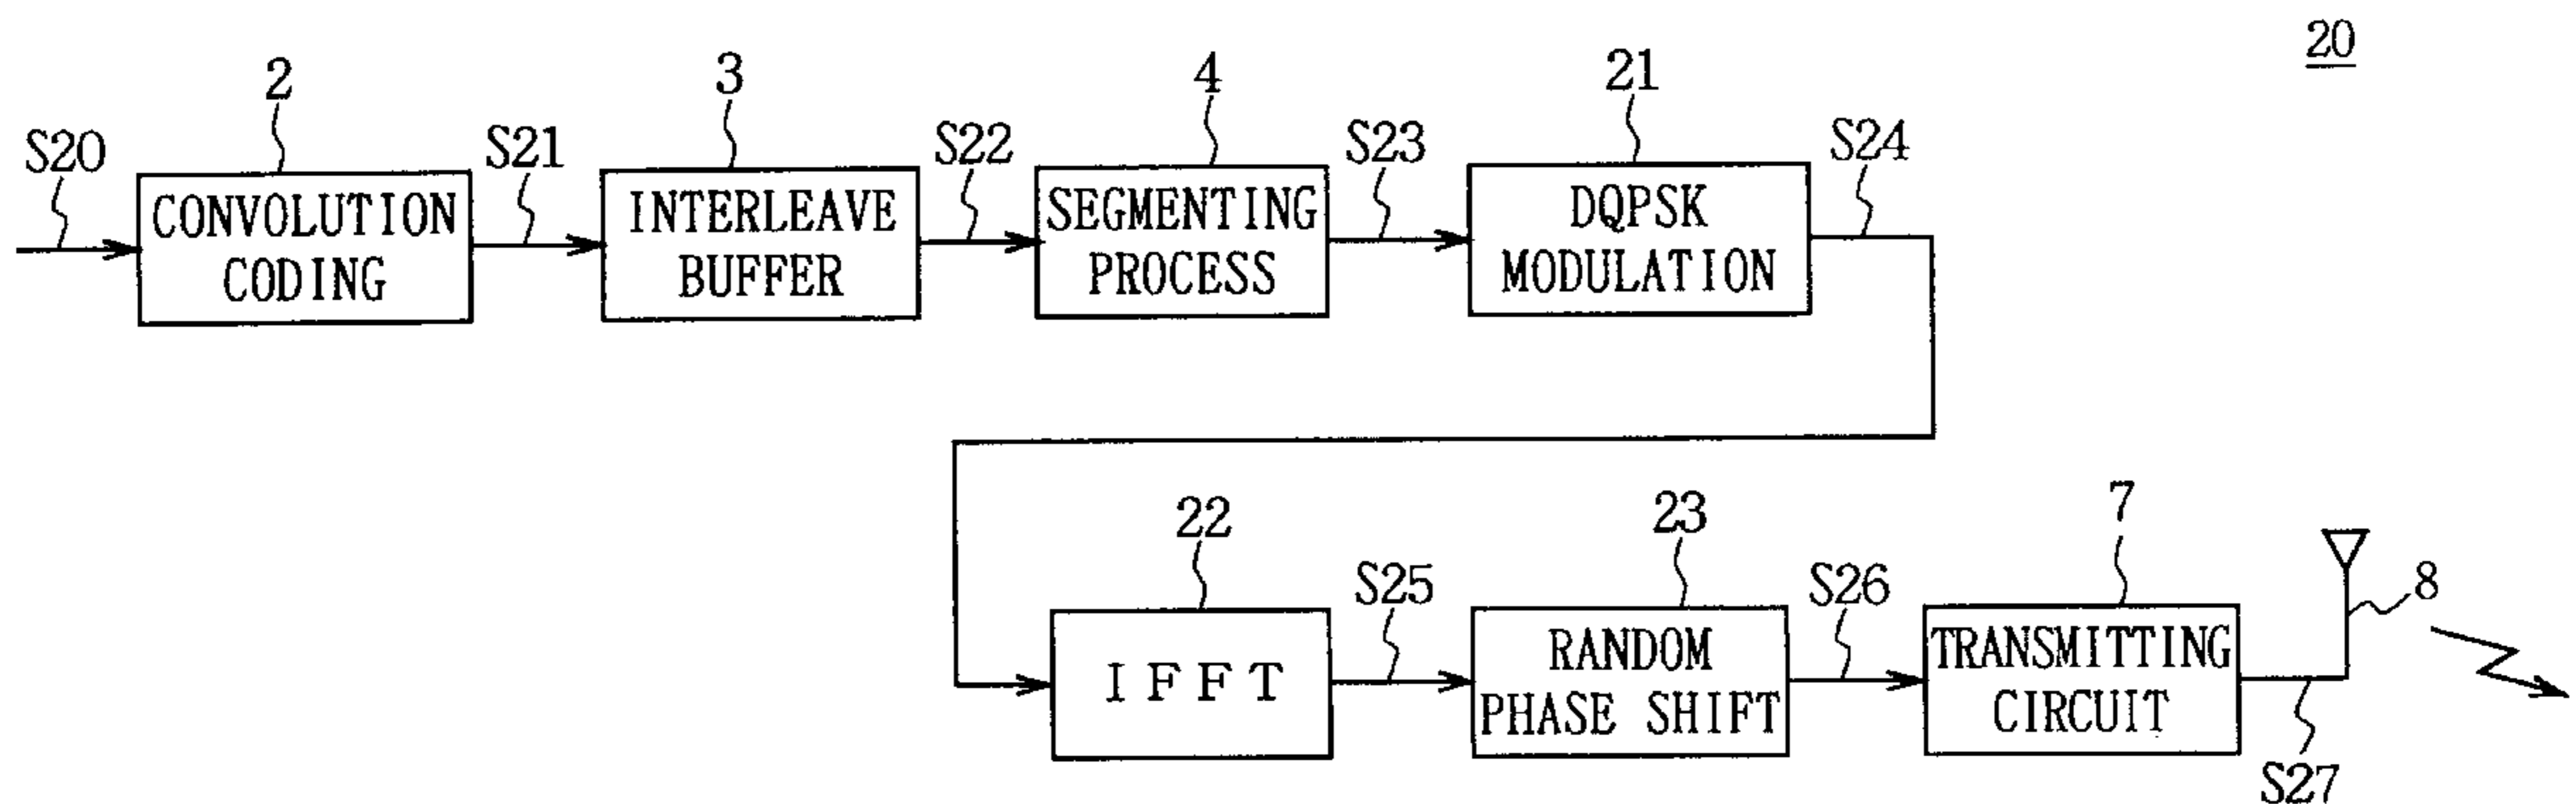 20
2
3
4
21
S20
S21
S22
S23
S24
CONVOLUTION
CODING
INTERLEAVE
BUFFER
SEGMENTING
PROCESS
DQPSK
MODULATION
22
23
7
8
S25
S26
IFFT
RANDOM
PHASE SHIFT
TRANSMITTING
CIRCUIT
S27